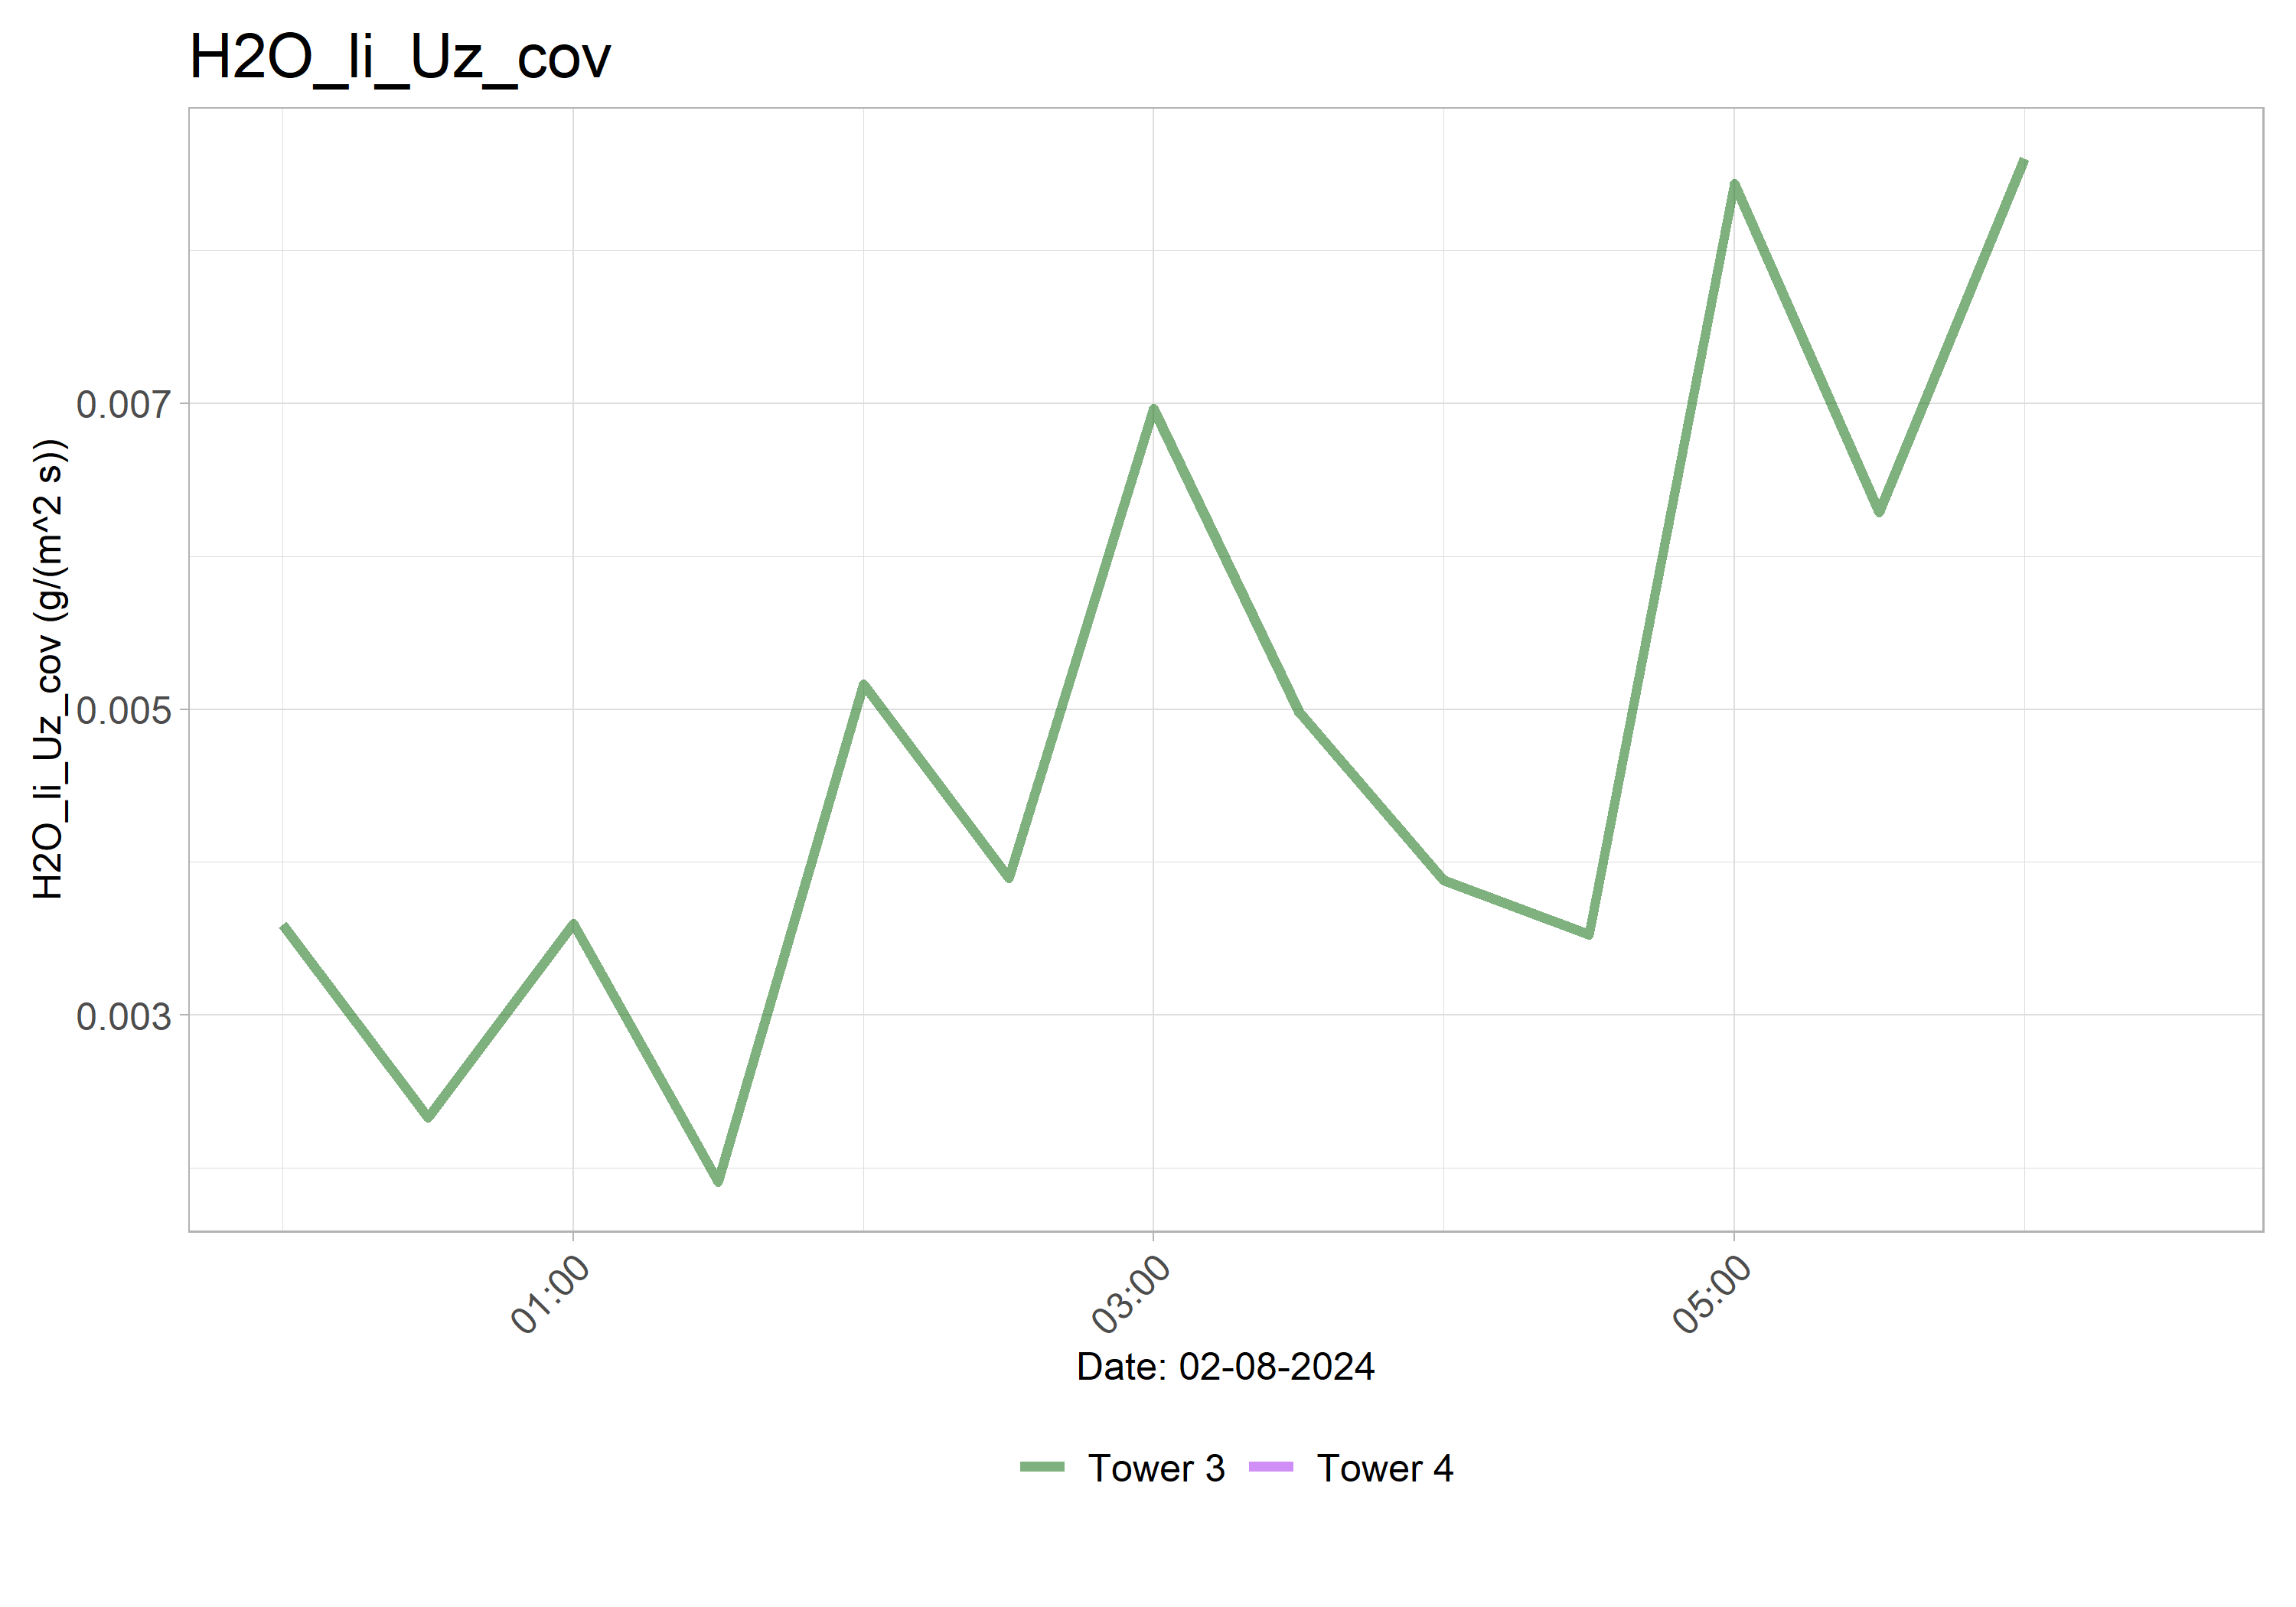 H2O_li_Uz_cov
H2O_li_Uz_cov (g/(m^2 s))
0.007
0.005
0.003
01:00
03:00
05:00
Date: 02-08-2024
Tower 3
Tower 4